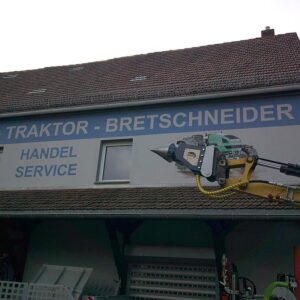 TRAKTOR - BRETSCHNEIDER
HANDEL
SERVICE